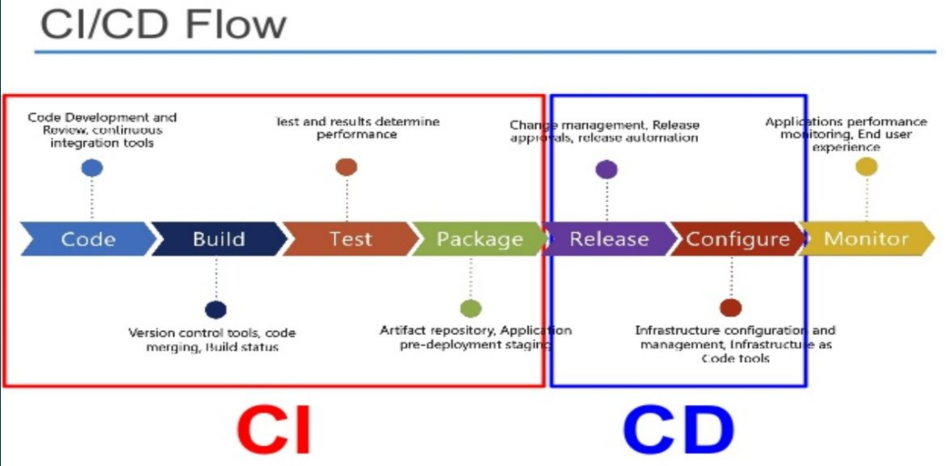 CI/CD Flow
Code Development and
Review, continuous
integration tools
Test and results determine
performance
Change management, Release
approvals, release automation
Applications performance
monitoring, End user
experience
Code
Build
Test
Package
Release
Configure
Monitor
Version control tools, code
merging, Build status
Artifact repository, Application
pre-deployment staging
Infrastructure configuration and
management, Infrastructure as
Code tools
CI
CD